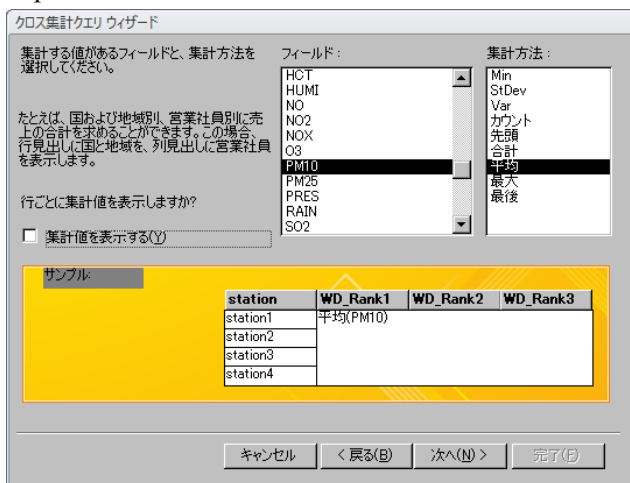 クロス集計クエリ ウィザード
集計する値があるフィールドと、集計方法を
選択してください。
たとえば、国および地域別、営業社員別に売
上の合計を求めることができます。この場合、
行見出しに国と地域を、列見出しに営業社員
を表示します。
行ごとに集計値を表示しますか?
集計値を表示する(Y)
フィールド:
HCT
HUMI
NO
NO2
NOX
O3
PM10
PM25
PRES
RAIN
SO2
集計方法:
Min
StDev
Var
カウント
先頭
合計
平均
最大
最後
サンプル:
station WD_Rank1 WD_Rank2 WD_Rank3
station1 平均(PM10)
station2
station3
station4
キャンセル < 戻る(B) 次へ(N) > 完了(F)